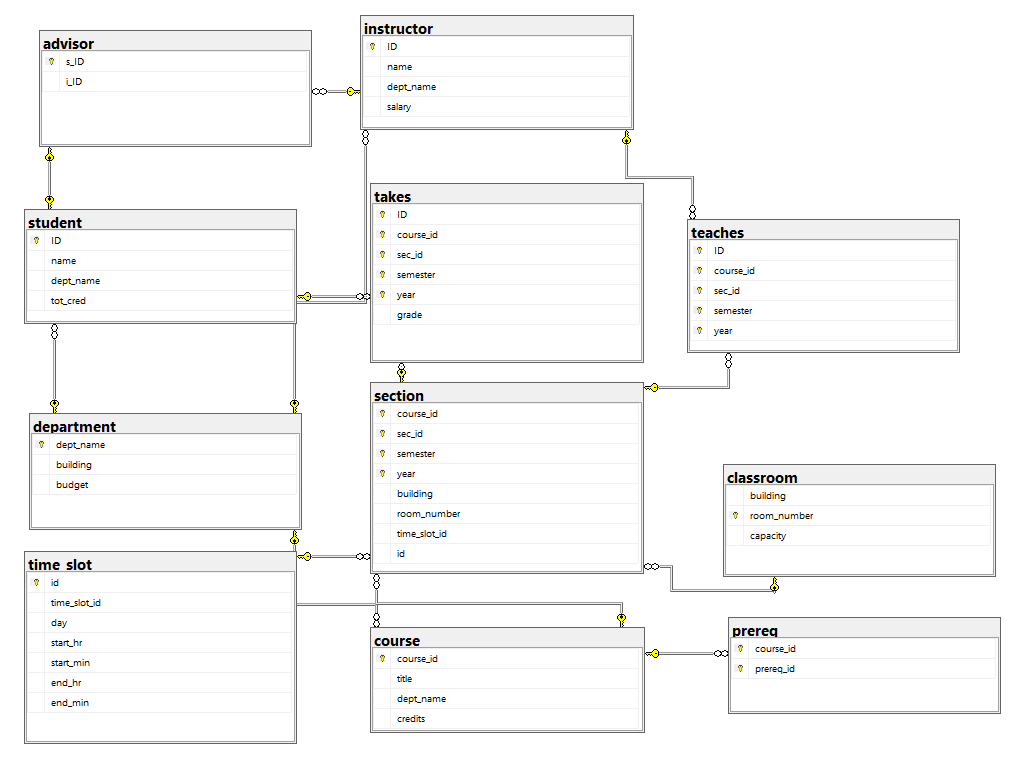 advisor
s_ID
i_ID
instructor
ID
name
dept_name
salary
student
ID
name
dept_name
tot_cred
takes
ID
course_id
sec_id
semester
year
grade
teaches
ID
course_id
sec_id
semester
year
department
dept_name
building
budget
section
course_id
sec_id
semester
year
building
room_number
time_slot_id
id
classroom
building
room_number
capacity
time_slot
id
time_slot_id
day
start_hr
start_min
end_hr
end_min
course
course_id
title
dept_name
credits
prereq
course_id
prereq_id